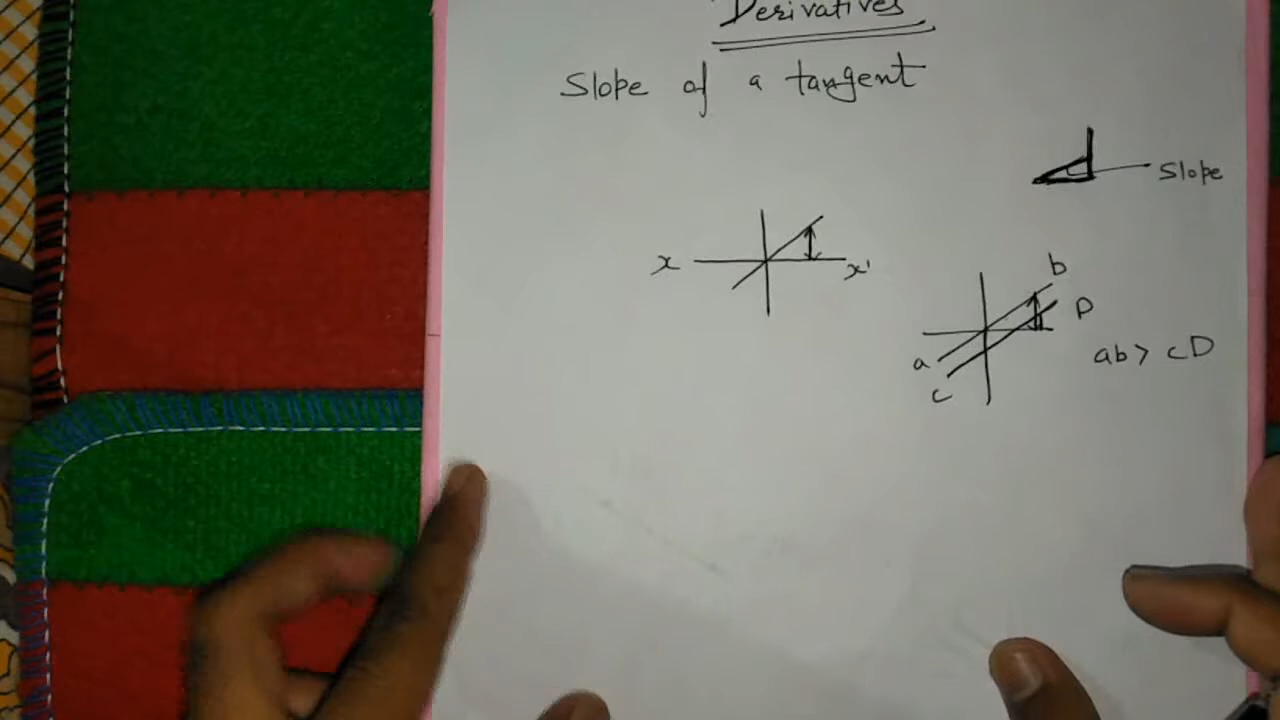 Derivatives
Slope of a tangent
Slope
x x'
b
D
a
ab > CD
c